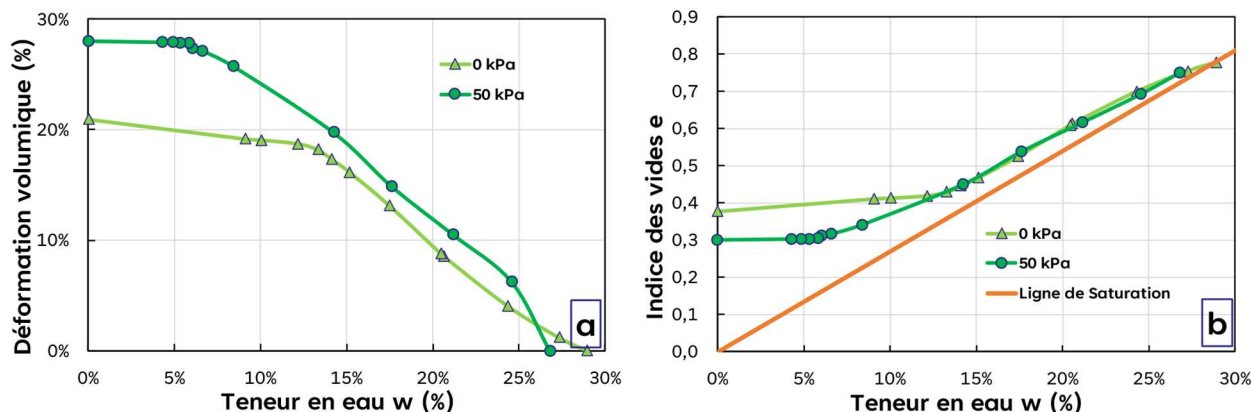 Déformation volumique (%)
30%
20%
10%
0%
0 kPa
50 kPa
a
0% 5% 10% 15% 20% 25% 30%
Teneur en eau w (%)
Indice des vides e
0,9
0,8
0,7
0,6
0,5
0,4
0,3
0,2
0,1
0,0
0 kPa
50 kPa
Ligne de Saturation
b
0% 5% 10% 15% 20% 25% 30%
Teneur en eau w (%)